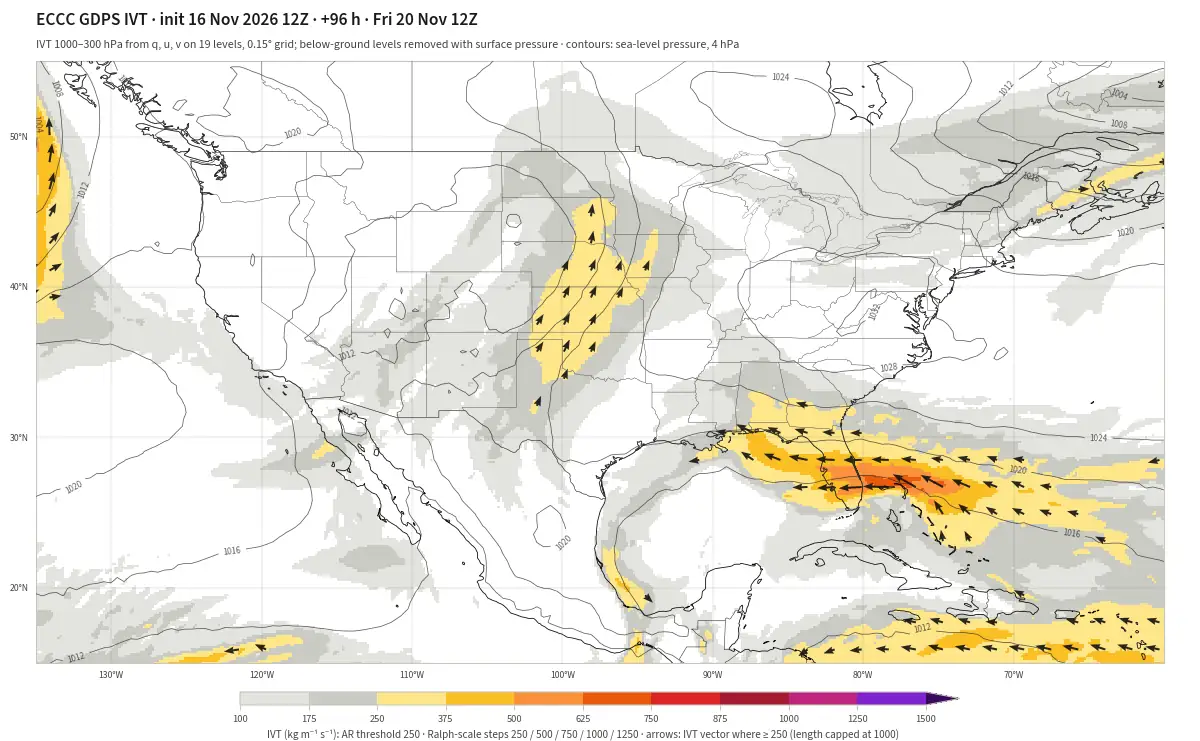 ECCC GDPS IVT · init 16 Nov 2026 12Z · +96 h · Fri 20 Nov 12Z
IVT 1000–300 hPa from q, u, v on 19 levels, 0.15° grid; below-ground levels removed with surface pressure · contours: sea-level pressure, 4 hPa
1024
1008
1012
1004
1004
1020
1008
50°N
1012
1016
1020
40°N
1032
1012
1028
30°N
1024
1020
1020
1016
1020
1016
20°N
1012
1012
130°W 120°W 110°W 100°W 90°W 80°W 70°W
100 175 250 375 500 625 750 875 1000 1250 1500
IVT (kg m⁻¹ s⁻¹): AR threshold 250 · Ralph-scale steps 250 / 500 / 750 / 1000 / 1250 · arrows: IVT vector where ≥ 250 (length capped at 1000)